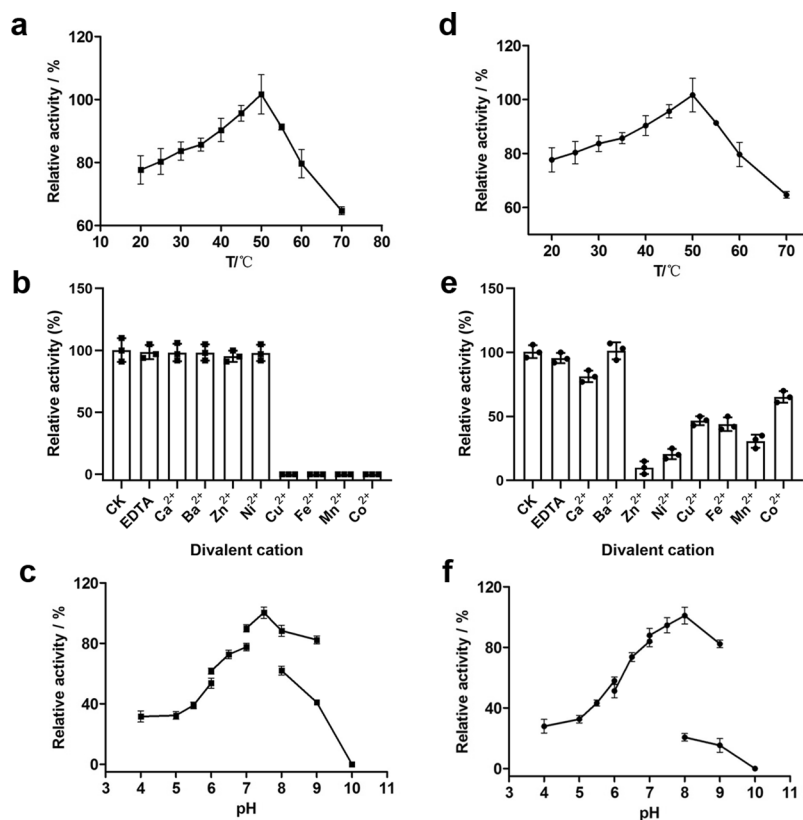 a
Relative activity / %
120
100
80
60
10 20 30 40 50 60 70 80
T/℃
d
Relative activity / %
120
100
80
60
20 30 40 50 60 70
T/℃
b
Relative activity (%)
150
100
50
0
CK EDTA Ca²⁺ Ba²⁺ Zn²⁺ Ni²⁺ Cu²⁺ Fe²⁺ Mn²⁺ Co²⁺
Divalent cation
e
Relative activity (%)
150
100
50
0
CK EDTA Ca²⁺ Ba²⁺ Zn²⁺ Ni²⁺ Cu²⁺ Fe²⁺ Mn²⁺ Co²⁺
Divalent cation
c
Relative activity / %
120
80
40
0
3 4 5 6 7 8 9 10 11
pH
f
Relative activity / %
120
80
40
0
3 4 5 6 7 8 9 10 11
pH